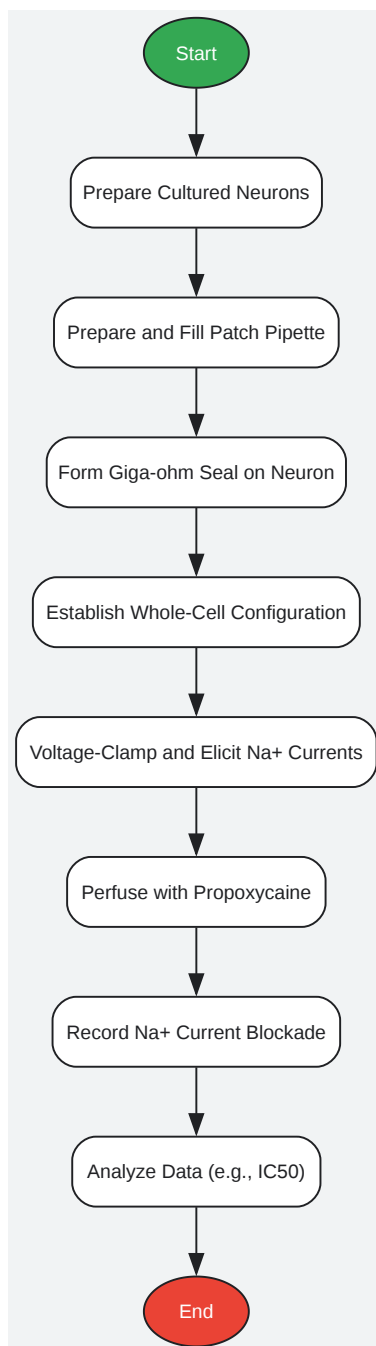 Start
Prepare Cultured Neurons
Prepare and Fill Patch Pipette
Form Giga-ohm Seal on Neuron
Establish Whole-Cell Configuration
Voltage-Clamp and Elicit Na+ Currents
Perfuse with Propoxycaine
Record Na+ Current Blockade
Analyze Data (e.g., IC50)
End